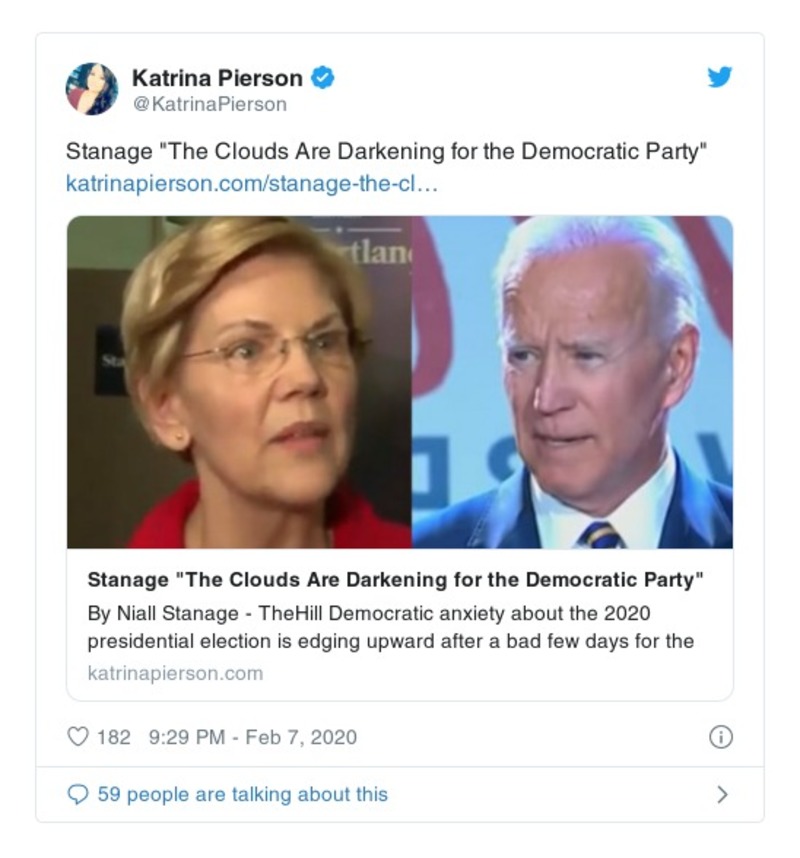 Katrina Pierson
@KatrinaPierson
Stanage "The Clouds Are Darkening for the Democratic Party"
katrinapierson.com/stanage-the-cl…
rtlan
Sta
Stanage "The Clouds Are Darkening for the Democratic Party"
By Niall Stanage - TheHill Democratic anxiety about the 2020
presidential election is edging upward after a bad few days for the
katrinapierson.com
182 9:29 PM - Feb 7, 2020
59 people are talking about this